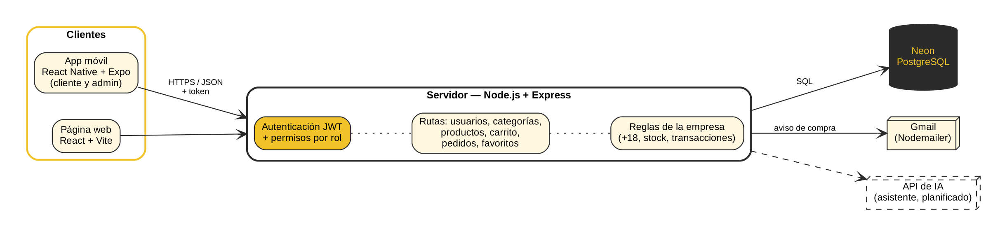 Clientes
App móvil
React Native + Expo
(cliente y admin)
Página web
React + Vite
HTTPS / JSON
+ token
Servidor — Node.js + Express
Autenticación JWT
+ permisos por rol
Rutas: usuarios, categorías,
productos, carrito,
pedidos, favoritos
Reglas de la empresa
(+18, stock, transacciones)
SQL
aviso de compra
Neon
PostgreSQL
Gmail
(Nodemailer)
API de IA
(asistente, planificado)